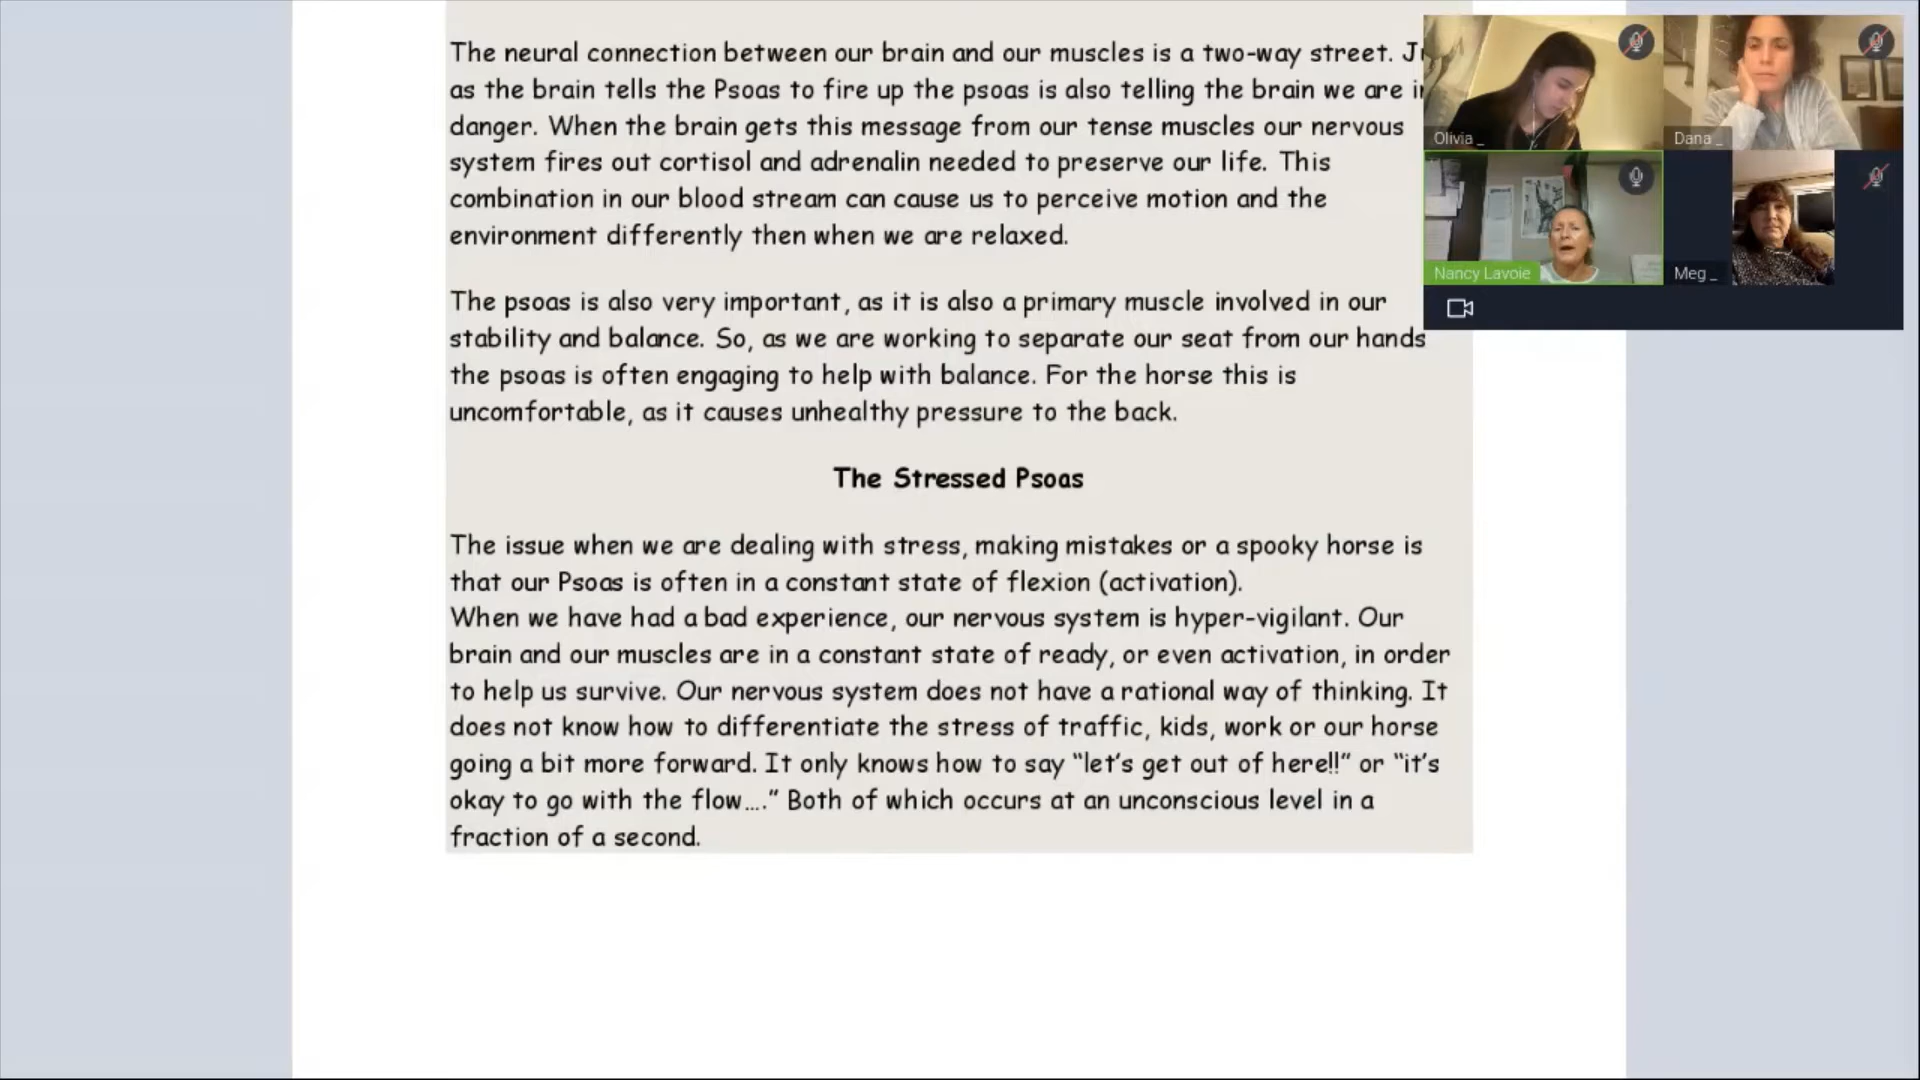 The neural connection between our brain and our muscles is a two-way street.
as the brain tells the Psoas to fire up the psoas is also telling the brain we are
danger. When the brain gets this message from our tense muscles our nervous
system fires out cortisol and adrenalin needed to preserve our life. This
combination in our blood stream can cause us to perceive motion and the
environment differently then when we are relaxed.
The psoas is also very important, as it is also a primary muscle involved in our
stability and balance. So, as we are working to separate our seat from our hands
the psoas is often engaging to help with balance. For the horse this is
uncomfortable, as it causes unhealthy pressure to the back.
The Stressed Psoas
The issue when we are dealing with stress, making mistakes or a spooky horse is
that our Psoas is often in a constant state of flexion (activation).
When we have had a bad experience, our nervous system is hyper-vigilant. Our
brain and our muscles are in a constant state of ready, or even activation, in order
to help us survive. Our nervous system does not have a rational way of thinking. It
does not know how to differentiate the stress of traffic, kids, work or our horse
going a bit more forward. It only knows how to say “let’s get out of here!!” or “it’s
okay to go with the flow….” Both of which occurs at an unconscious level in a
fraction of a second.
Olivia _
Dana _
Nancy Lavoie
Meg _